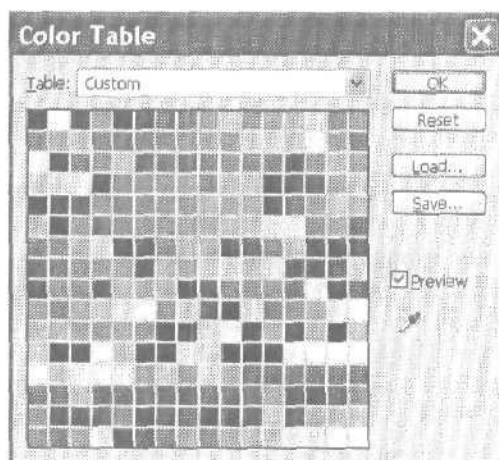 Color Table
Table: Custom
OK
Reset
Load...
Save...
Preview